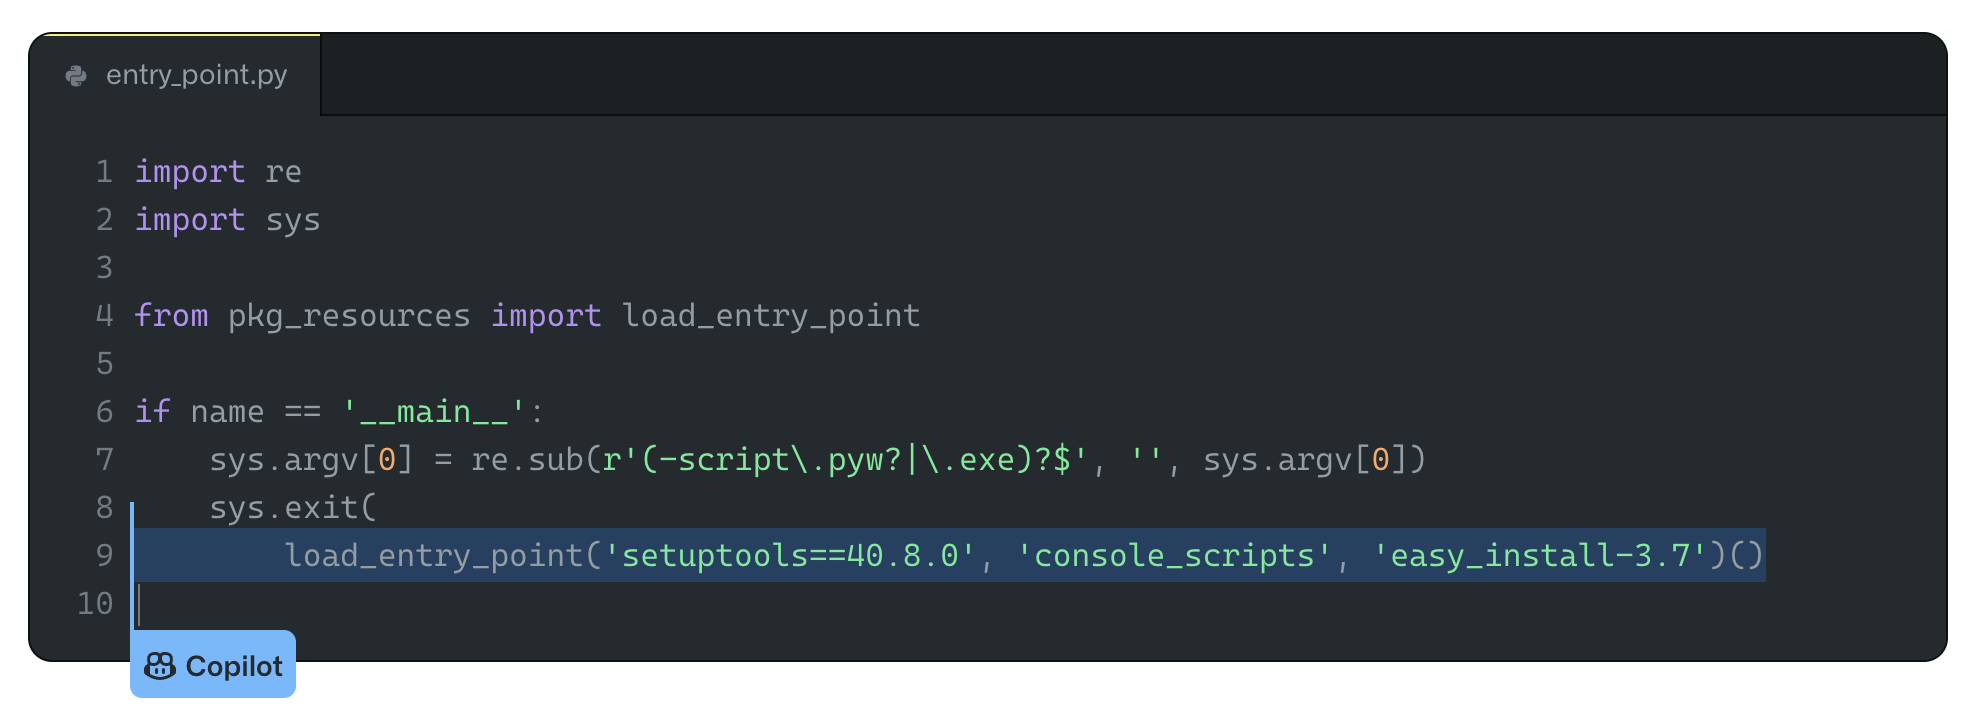 entry_point.py
1 import re
2 import sys
3
4 from pkg_resources import load_entry_point
5
6 if name == '__main__':
7     sys.argv[0] = re.sub(r'(-script\.pyw?|\.exe)?$', '', sys.argv[0])
8     sys.exit(
9         load_entry_point('setuptools==40.8.0', 'console_scripts', 'easy_install-3.7')()
10
Copilot